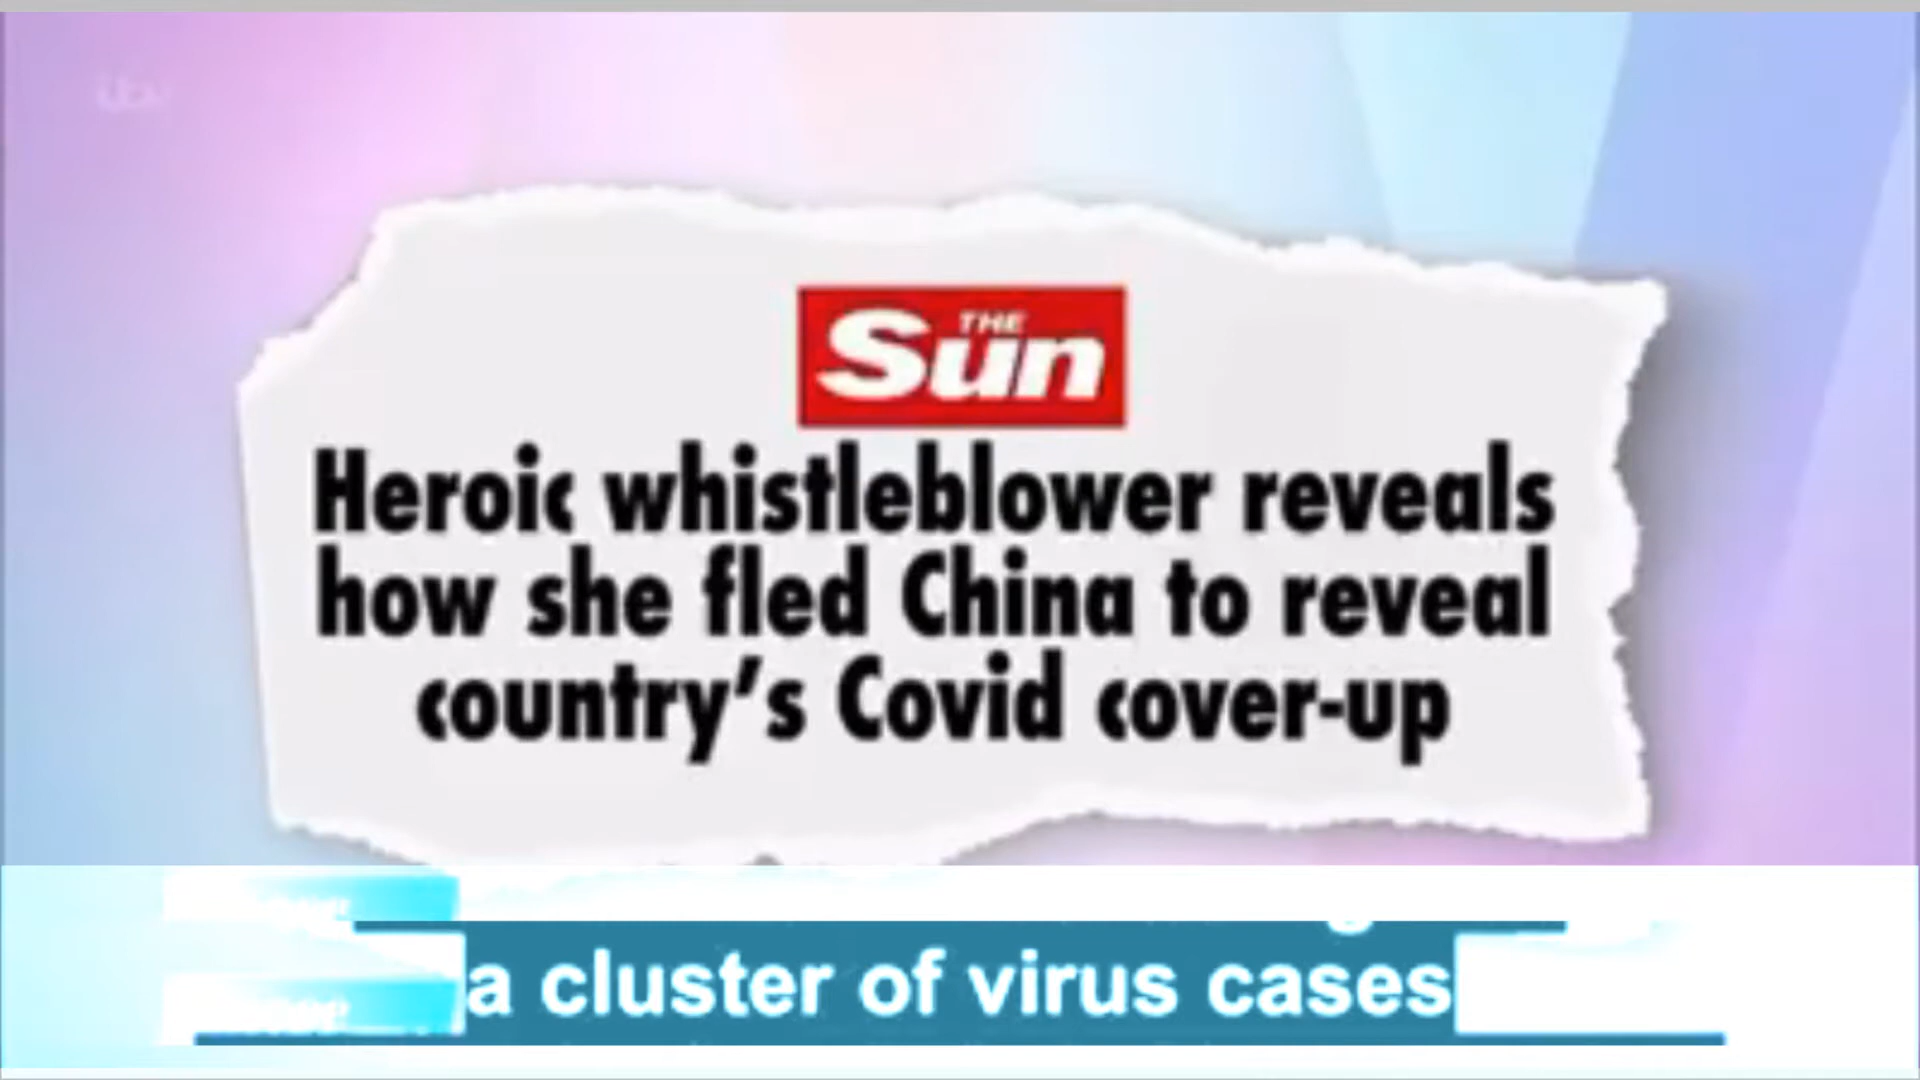 itv
THE
Sun
Heroic whistleblower reveals
how she fled China to reveal
country's Covid cover-up
a cluster of virus cases